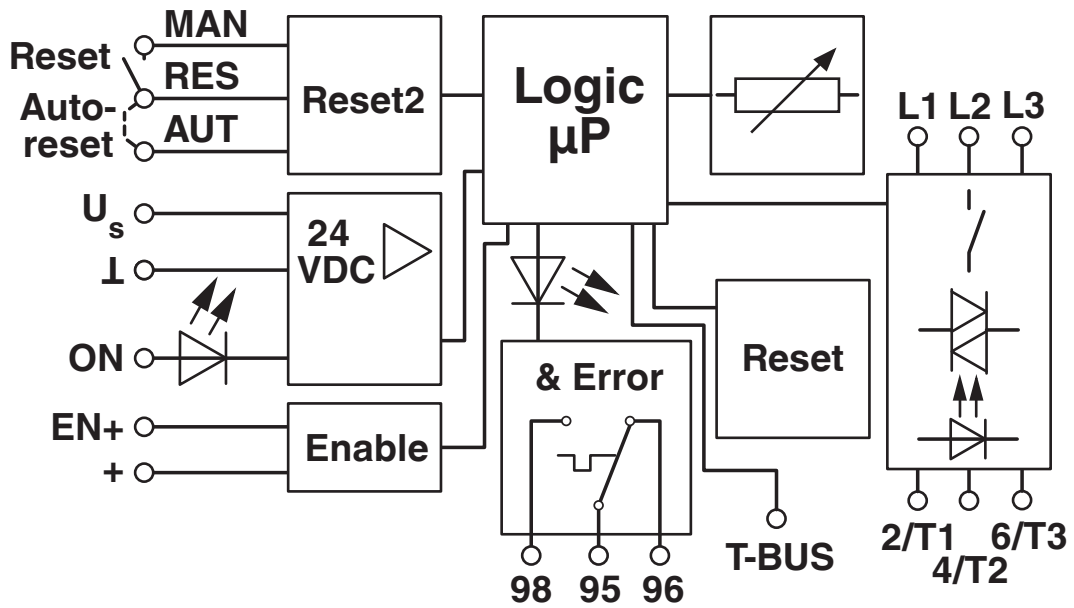 MAN
Reset
RES
Auto-
reset
AUT
Reset2
Logic
µP
L1 L2 L3
Us
⊥
24
VDC
ON
EN+
+
Enable
& Error
Reset
98 95 96
T-BUS
2/T1 6/T3
4/T2